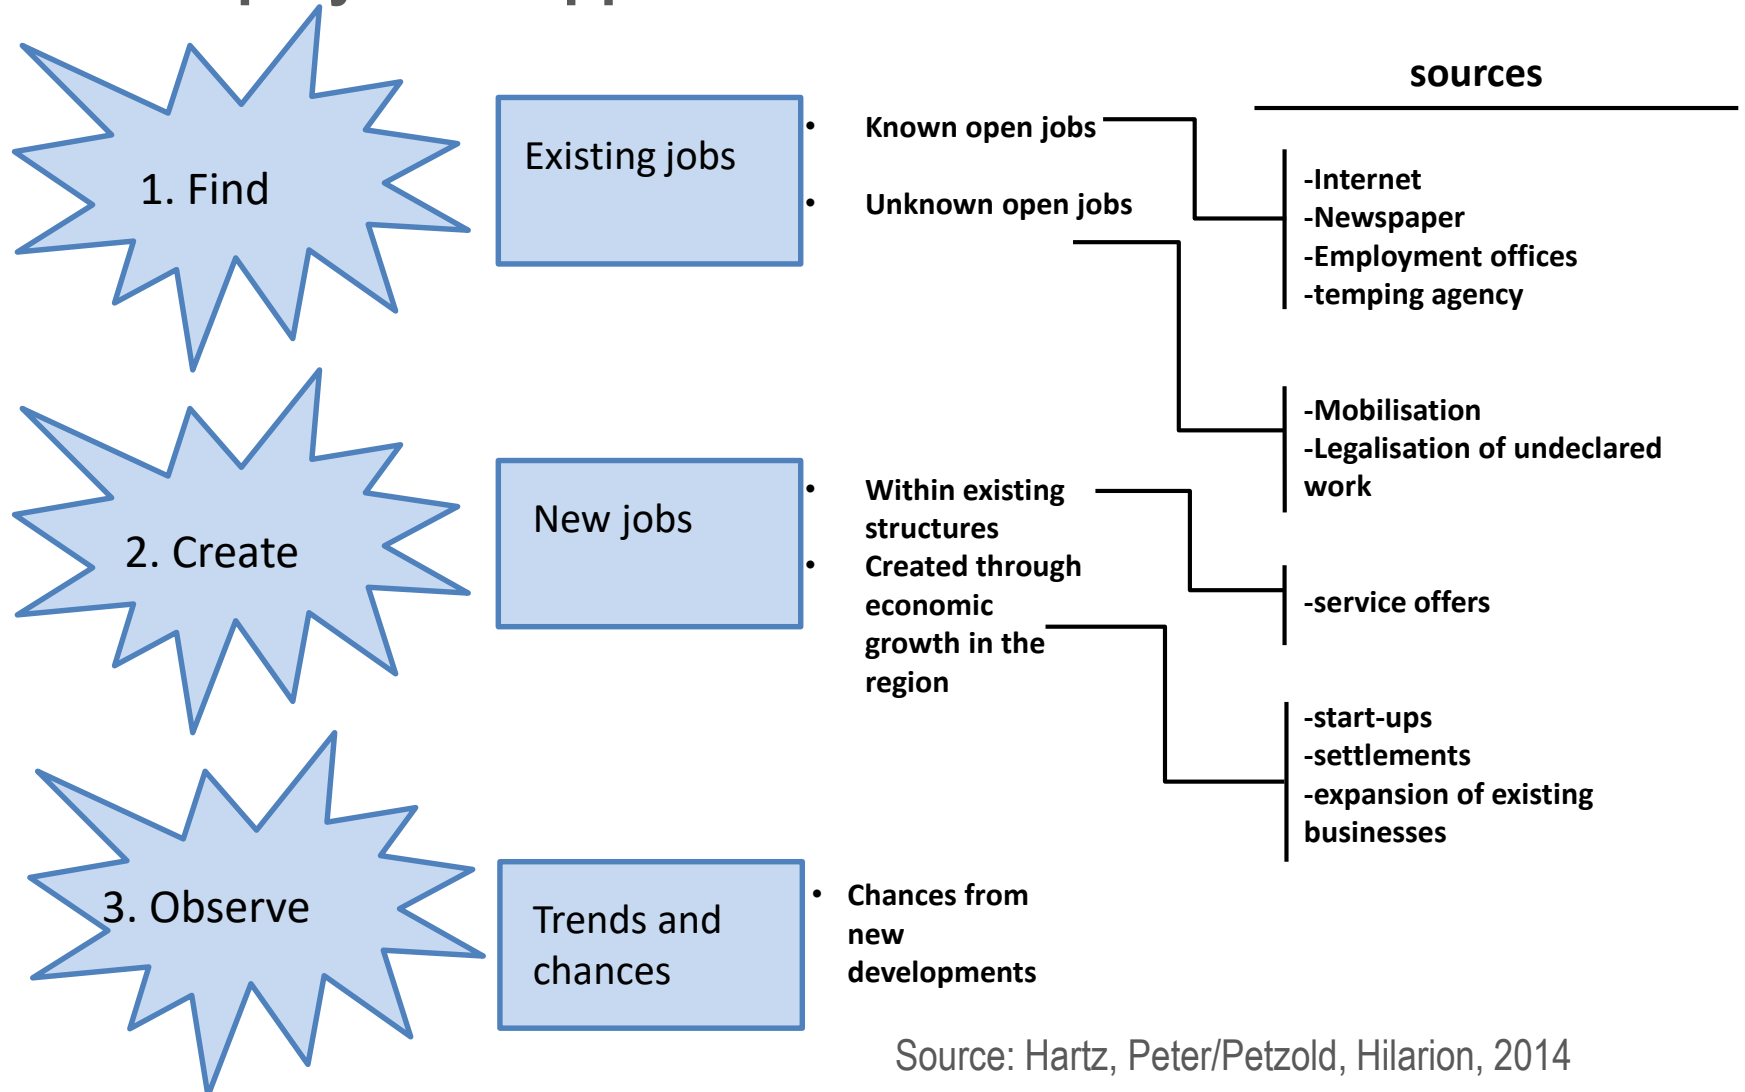 sources
1. Find
Existing jobs
• Known open jobs
• Unknown open jobs
-Internet
-Newspaper
-Employment offices
-temping agency
-Mobilisation
-Legalisation of undeclared
work
2. Create
New jobs
• Within existing
structures
• Created through
economic
growth in the
region
-service offers
-start-ups
-settlements
-expansion of existing
businesses
3. Observe
Trends and
chances
• Chances from
new
developments
Source: Hartz, Peter/Petzold, Hilarion, 2014